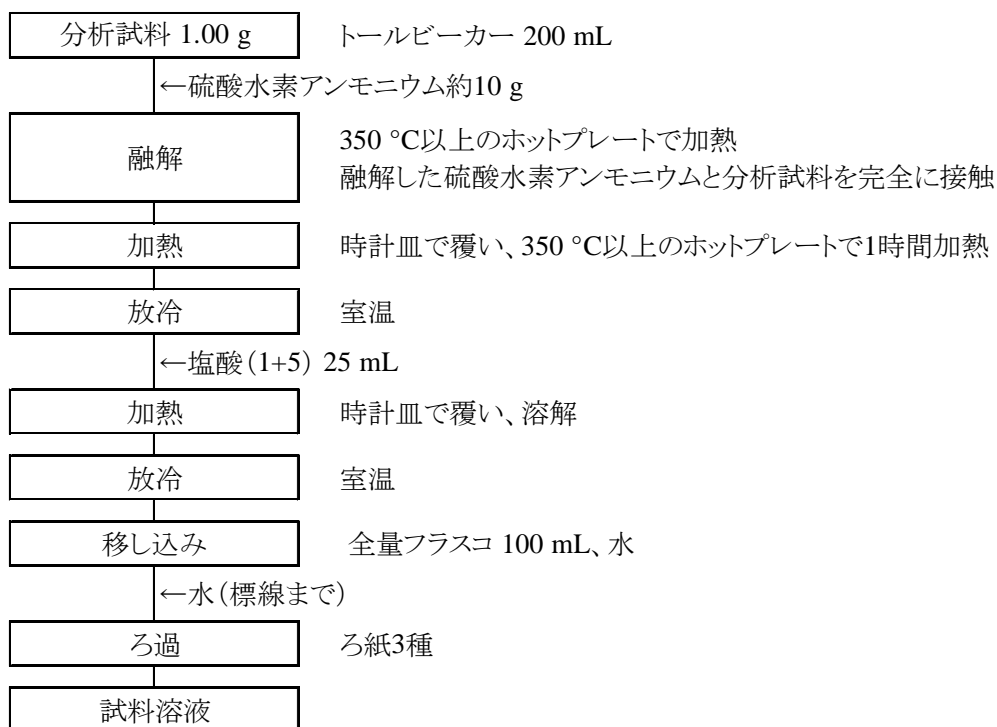 分析試料 1.00 g トールビーカー 200 mL
←硫酸水素アンモニウム約10 g
融解 350 °C以上のホットプレートで加熱
融解した硫酸水素アンモニウムと分析試料を完全に接触
加熱 時計皿で覆い、350 °C以上のホットプレートで1時間加熱
放冷 室温
←塩酸(1+5) 25 mL
加熱 時計皿で覆い、溶解
放冷 室温
移し込み 全量フラスコ 100 mL、水
←水(標線まで)
ろ過 ろ紙3種
試料溶液